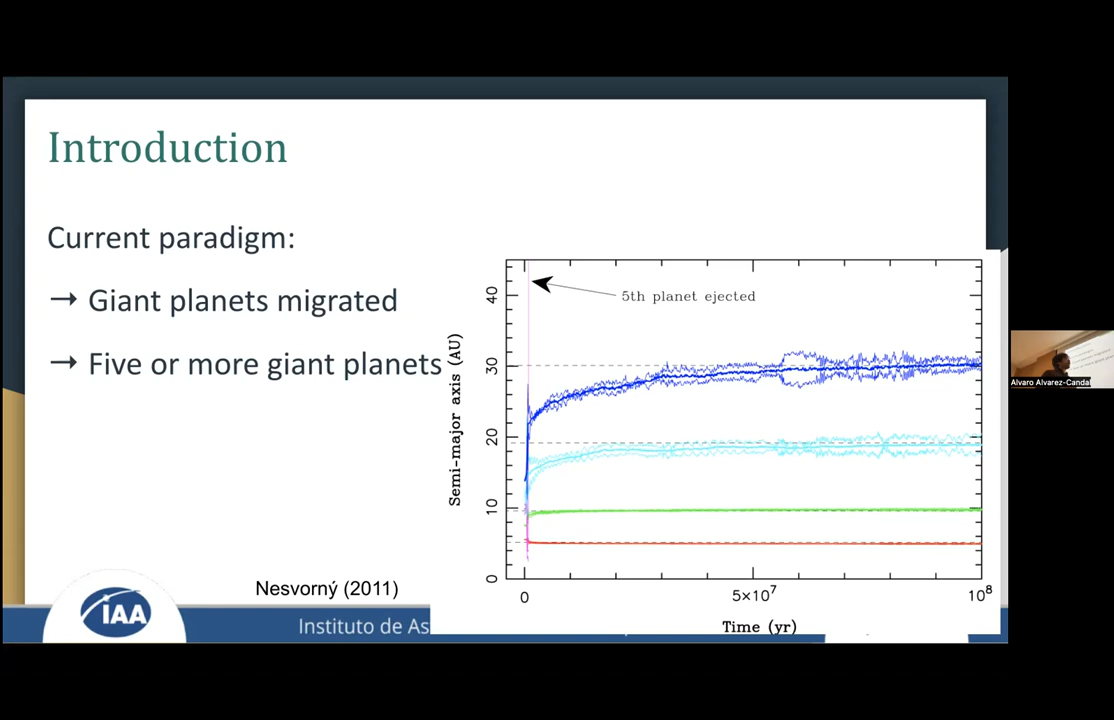 Introduction
Current paradigm:
→ Giant planets migrated
→ Five or more giant planets
5th planet ejected
Semi-major axis (AU)
40
30
20
10
0
0
5×10⁷
10⁸
Time (yr)
Nesvorný (2011)
IAA
Instituto de As
Alvaro Alvarez-Candal